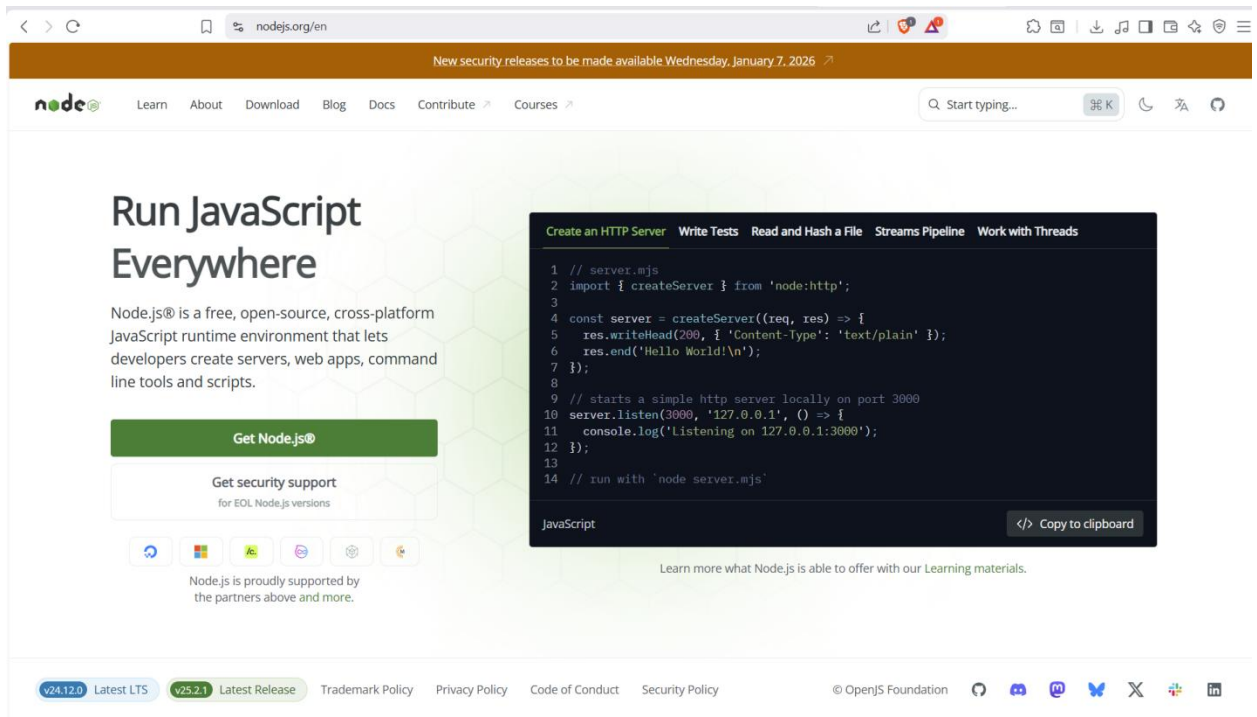 nodejs.org/en
New security releases to be made available Wednesday, January 7, 2026
node JS
Learn About Download Blog Docs Contribute Courses
Start typing...
⌘ K
Run JavaScript
Everywhere
Node.js® is a free, open-source, cross-platform
JavaScript runtime environment that lets
developers create servers, web apps, command
line tools and scripts.
Get Node.js®
Get security support
for EOL Node.js versions
Node.js is proudly supported by
the partners above and more.
Create an HTTP Server Write Tests Read and Hash a File Streams Pipeline Work with Threads
1 // server.mjs
2 import { createServer } from 'node:http';
3
4 const server = createServer((req, res) => {
5   res.writeHead(200, { 'Content-Type': 'text/plain' });
6   res.end('Hello World!\n');
7 });
8
9 // starts a simple http server locally on port 3000
10 server.listen(3000, '127.0.0.1', () => {
11   console.log('Listening on 127.0.0.1:3000');
12 });
13
14 // run with `node server.mjs`
JavaScript
</> Copy to clipboard
Learn more what Node.js is able to offer with our Learning materials.
v24.12.0 Latest LTS v25.2.1 Latest Release Trademark Policy Privacy Policy Code of Conduct Security Policy © OpenJS Foundation